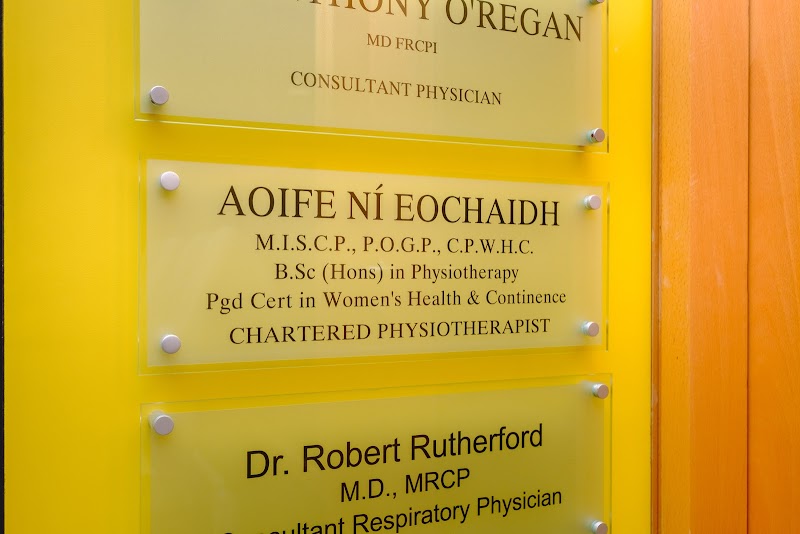 O'REGAN
MD FRCPI
CONSULTANT PHYSICIAN
AOIFE NÍ EOCHAIDH
M.I.S.C.P., P.O.G.P., C.P.W.H.C.
B.Sc (Hons) in Physiotherapy
Pgd Cert in Women's Health & Continence
CHARTERED PHYSIOTHERAPIST
Dr. Robert Rutherford
M.D., MRCP
Consultant Respiratory Physician